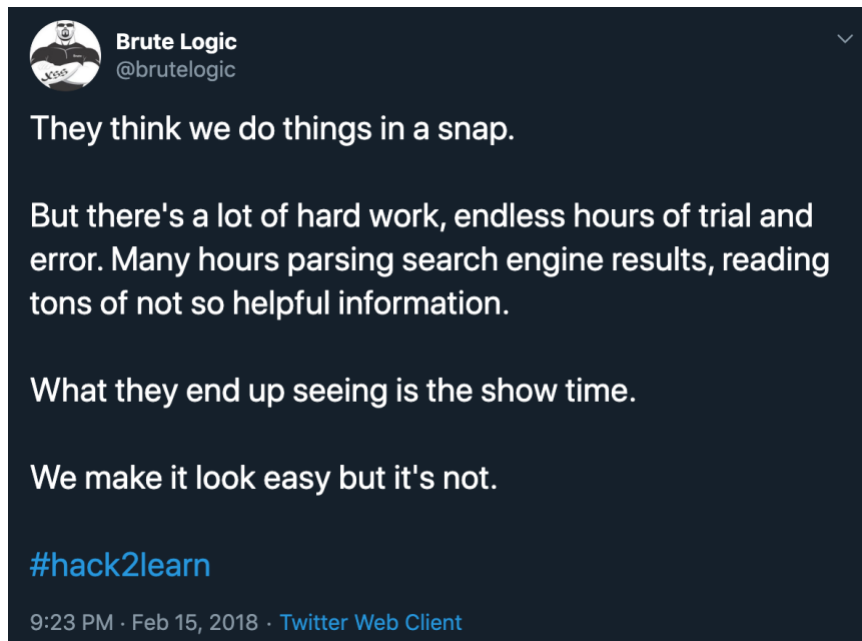 Brute Logic
@brutelogic
They think we do things in a snap.
But there's a lot of hard work, endless hours of trial and
error. Many hours parsing search engine results, reading
tons of not so helpful information.
What they end up seeing is the show time.
We make it look easy but it's not.
#hack2learn
9:23 PM · Feb 15, 2018 · Twitter Web Client